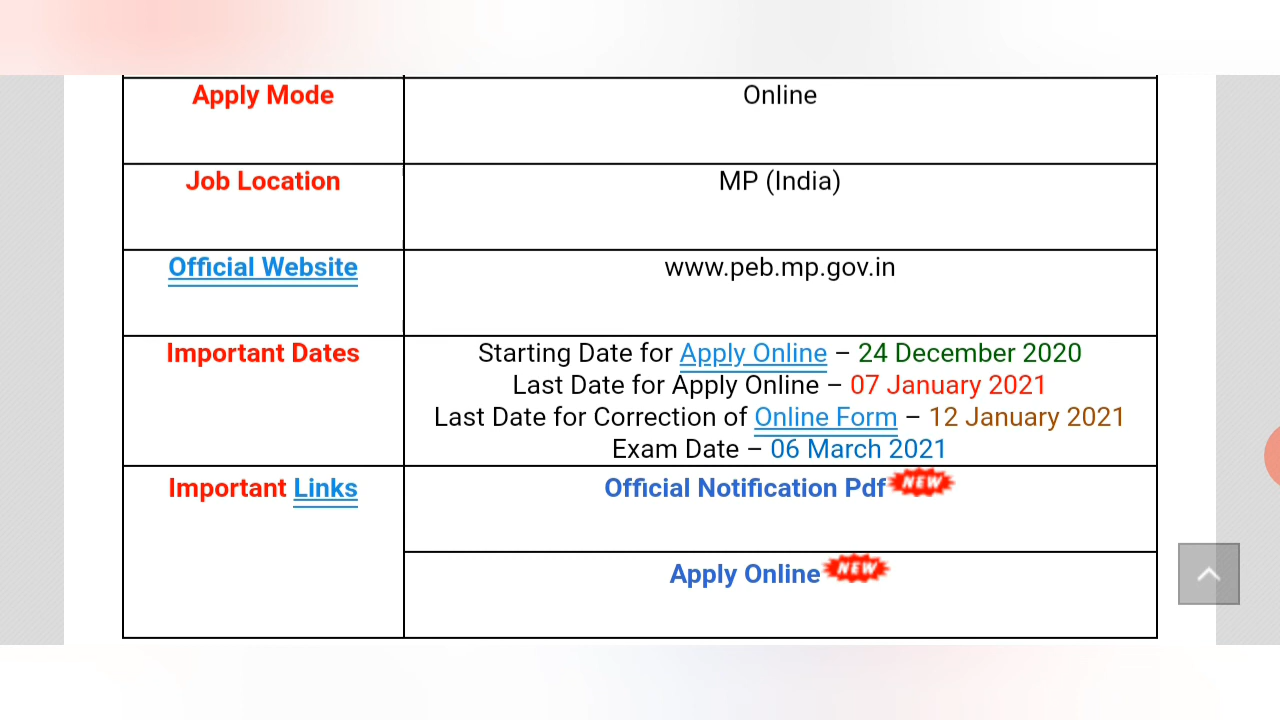 Apply Mode Online
Job Location MP (India)
Official Website www.peb.mp.gov.in
Important Dates Starting Date for Apply Online – 24 December 2020
Last Date for Apply Online – 07 January 2021
Last Date for Correction of Online Form – 12 January 2021
Exam Date – 06 March 2021
Important Links Official Notification Pdf NEW
Apply Online NEW